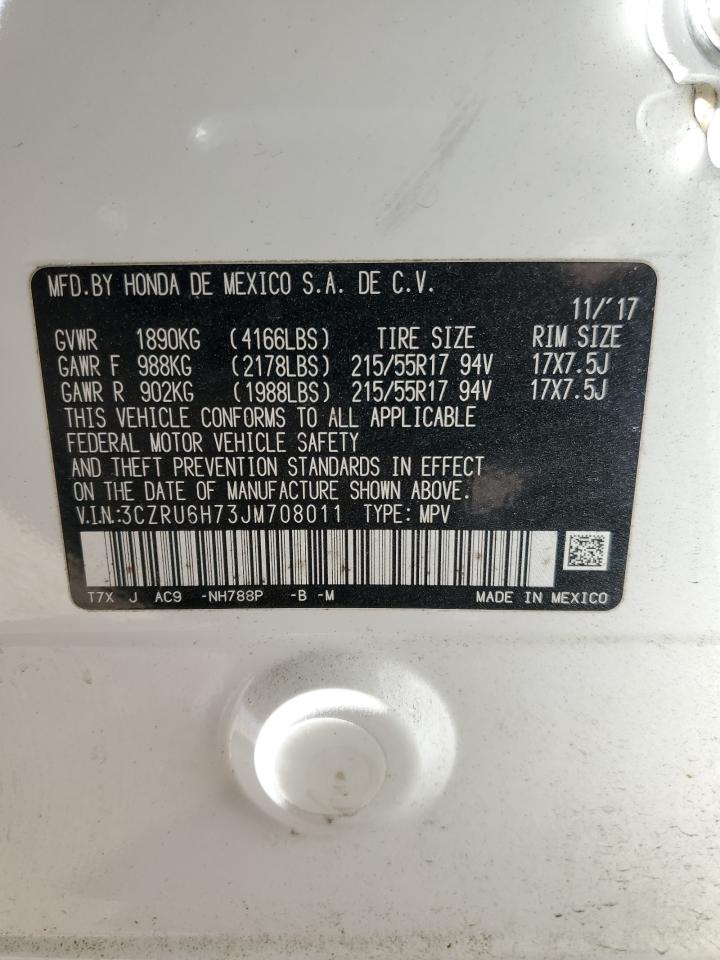 MFD.BY HONDA DE MEXICO S.A. DE C.V.
11/'17
GVWR 1890KG (4166LBS) TIRE SIZE RIM SIZE
GAWR F 988KG (2178LBS) 215/55R17 94V 17X7.5J
GAWR R 902KG (1988LBS) 215/55R17 94V 17X7.5J
THIS VEHICLE CONFORMS TO ALL APPLICABLE
FEDERAL MOTOR VEHICLE SAFETY
AND THEFT PREVENTION STANDARDS IN EFFECT
ON THE DATE OF MANUFACTURE SHOWN ABOVE.
V.I.N:3CZRU6H73JM708011 TYPE: MPV
T7X J AC9 -NH788P -B -M MADE IN MEXICO